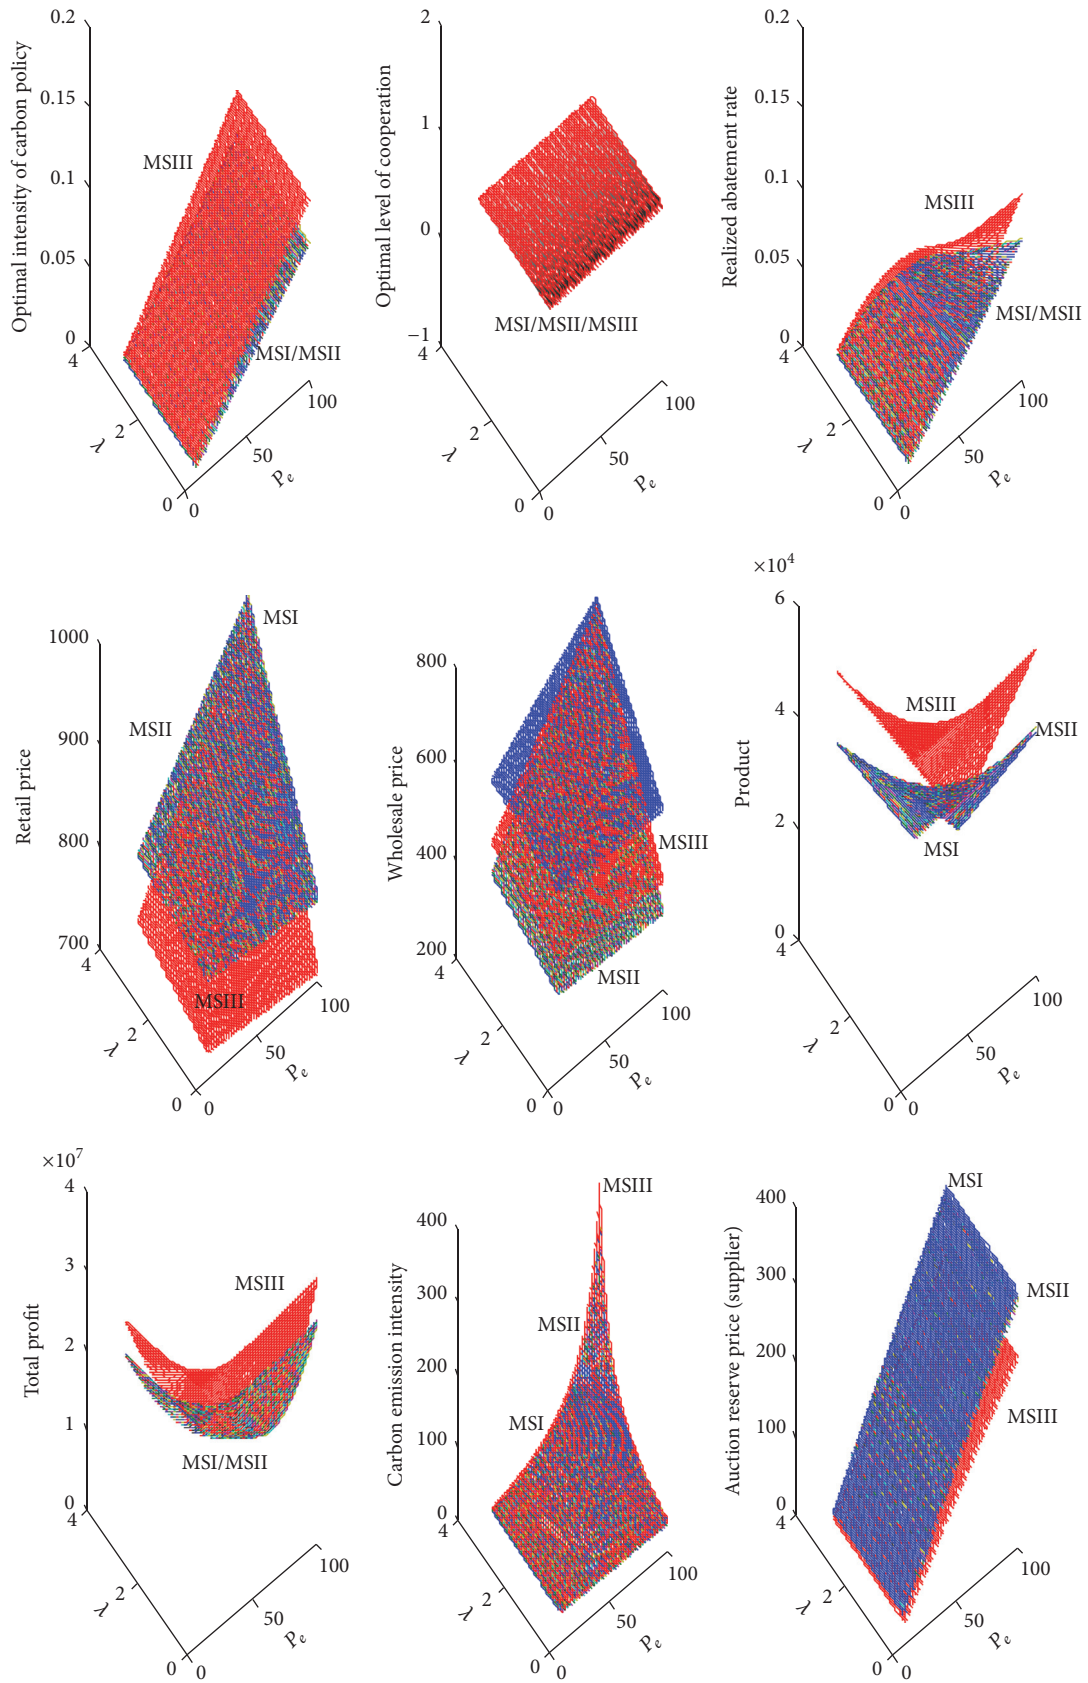 Optimal intensity of carbon policy
0.2
0.15
0.1
0.05
0
4
2
0
λ
0
50
100
Pe
MSIII
MSI/MSII
Optimal level of cooperation
2
1
0
−1
4
2
0
λ
0
50
100
Pe
MSI/MSII/MSIII
Realized abatement rate
0.2
0.15
0.1
0.05
0
4
2
0
λ
0
50
100
Pe
MSIII
MSI/MSII
Retail price
1000
900
800
700
4
2
0
λ
0
50
100
Pe
MSI
MSII
MSIII
Wholesale price
800
600
400
200
4
2
0
λ
0
50
100
Pe
MSIII
MSII
×10⁴
Product
6
4
2
0
4
2
0
λ
0
50
100
Pe
MSIII
MSII
MSI
×10⁷
Total profit
4
3
2
1
0
4
2
0
λ
0
50
100
Pe
MSIII
MSI/MSII
Carbon emission intensity
400
300
200
100
0
4
2
0
λ
0
50
100
Pe
MSIII
MSII
MSI
Auction reserve price (supplier)
400
300
200
100
0
4
2
0
λ
0
50
100
Pe
MSI
MSII
MSIII